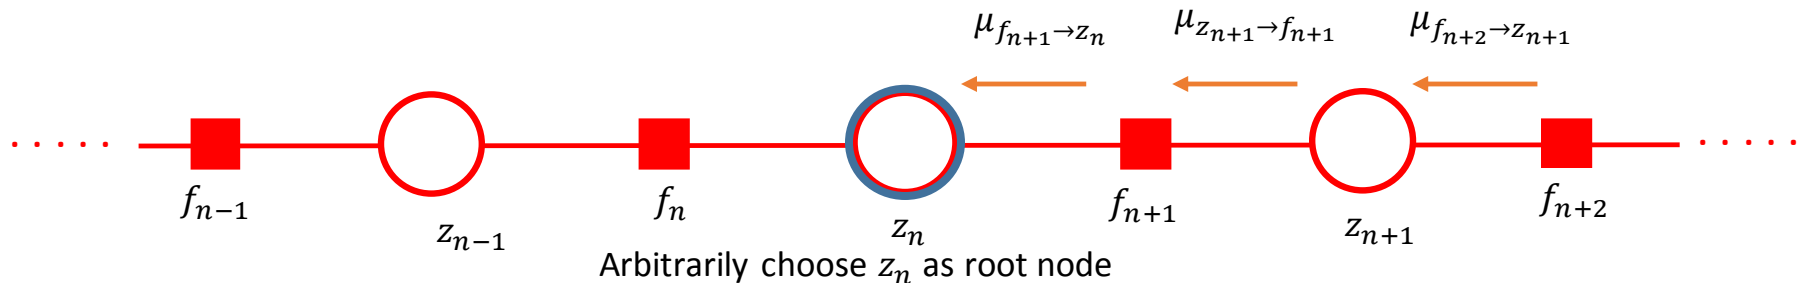 μ_{f_{n+1}→z_n} μ_{z_{n+1}→f_{n+1}} μ_{f_{n+2}→z_{n+1}}
f_{n−1} z_{n−1} f_n z_n f_{n+1} z_{n+1} f_{n+2}
Arbitrarily choose z_n as root node